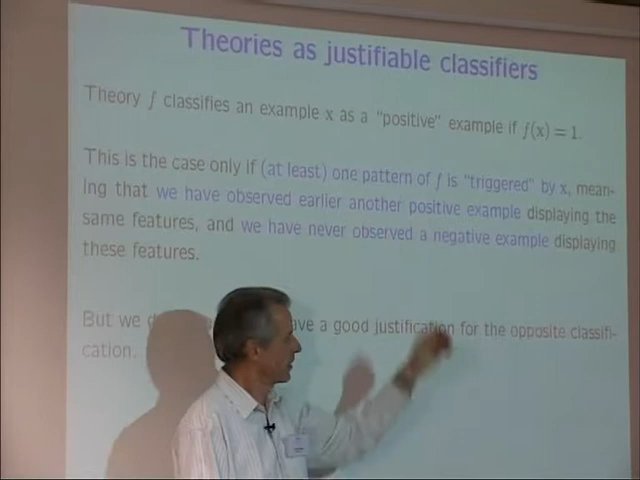 Theories as justifiable classifiers
Theory f classifies an example x as a "positive" example if f(x) = 1.
This is the case only if (at least) one pattern of f is "triggered" by x, mean-
ing that we have observed earlier another positive example displaying the
same features, and we have never observed a negative example displaying
these features.
But we have a good justification for the opposite classifi-
cation.